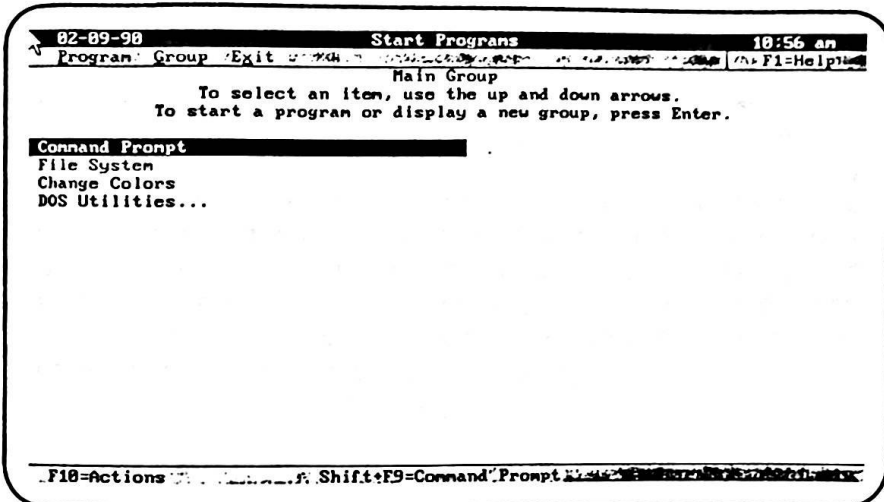 02-09-90 Start Programs 10:56 am
Program Group Exit F1=Help
Main Group
To select an item, use the up and down arrows.
To start a program or display a new group, press Enter.
Command Prompt
File System
Change Colors
DOS Utilities...
F10=Actions Shift+F9=Command Prompt